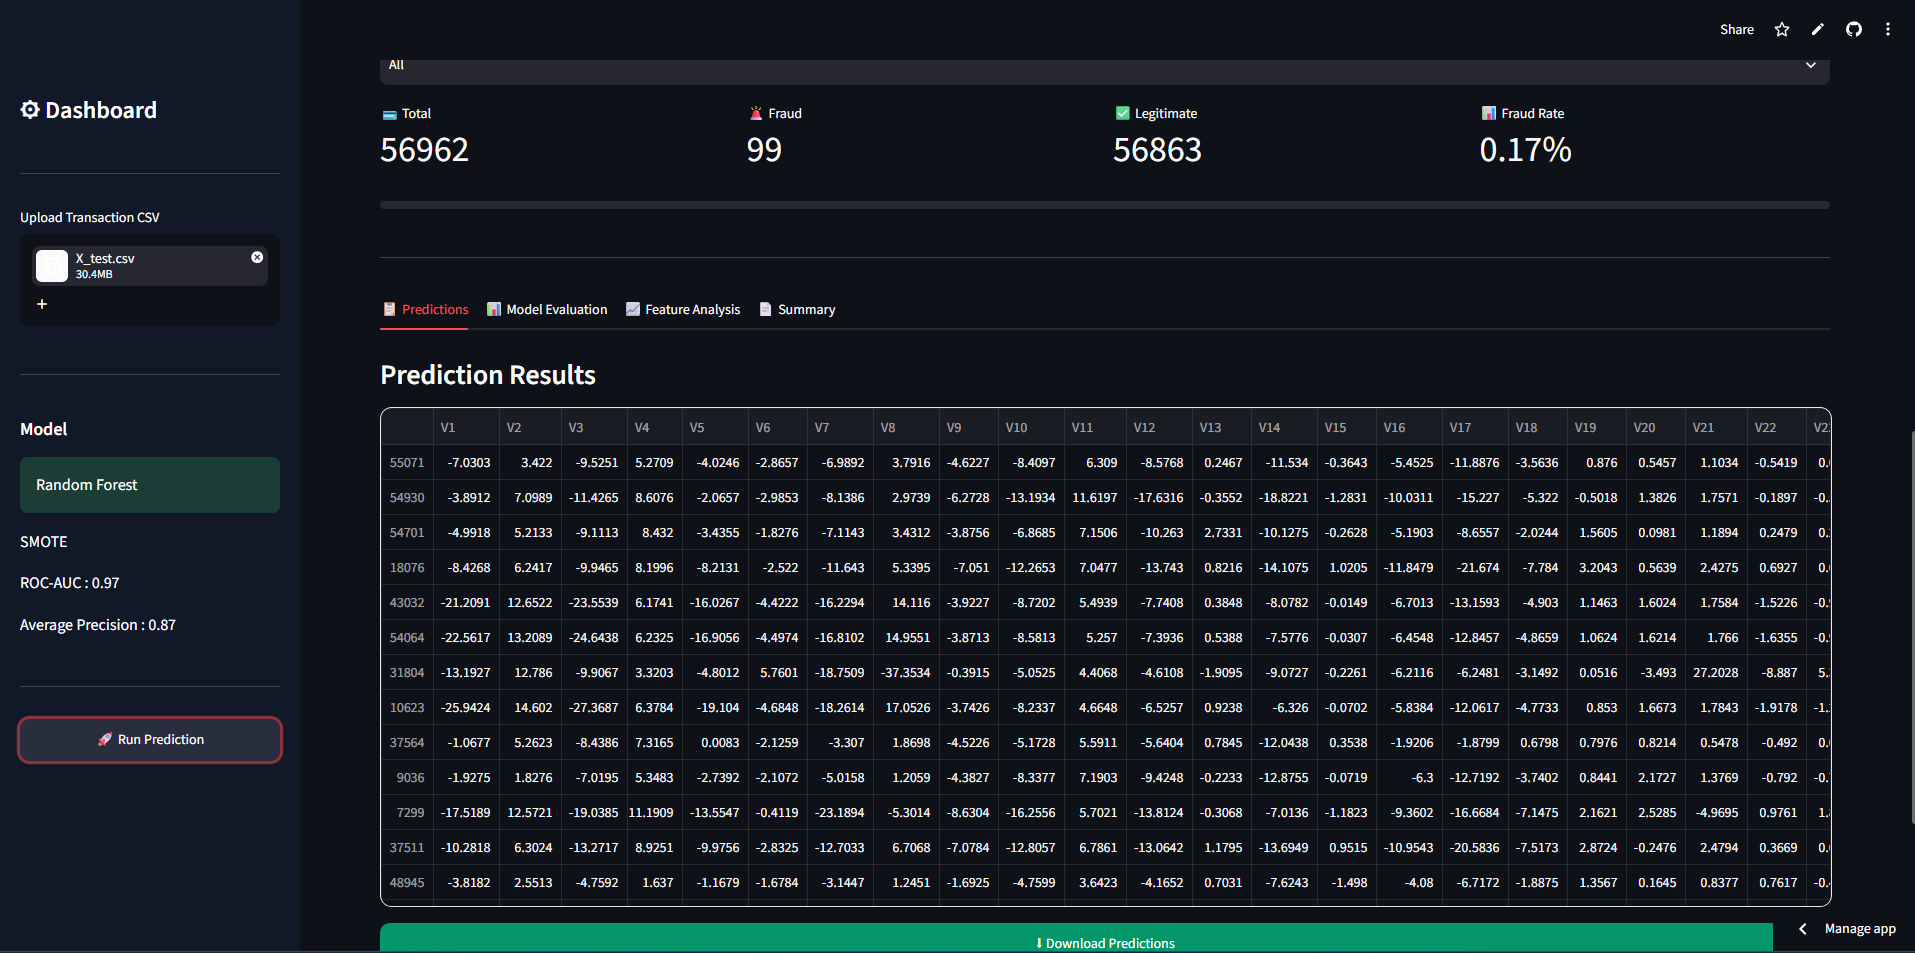 Share
Dashboard
Upload Transaction CSV
X_test.csv
30.4MB
+
Model
Random Forest
SMOTE
ROC-AUC : 0.97
Average Precision : 0.87
Run Prediction
All
Total Fraud Legitimate Fraud Rate
56962 99 56863 0.17%
Predictions Model Evaluation Feature Analysis Summary
Prediction Results
V1 V2 V3 V4 V5 V6 V7 V8 V9 V10 V11 V12 V13 V14 V15 V16 V17 V18 V19 V20 V21 V22
55071 -7.0303 3.422 -9.5251 5.2709 -4.0246 -2.8657 -6.9892 3.7916 -4.6227 -8.4097 6.309 -8.5768 0.2467 -11.534 -0.3643 -5.4525 -11.8876 -3.5636 0.876 0.5457 1.1034 -0.5419
54930 -3.8912 7.0989 -11.4265 8.6076 -2.0657 -2.9853 -8.1386 2.9739 -6.2728 -13.1934 11.6197 -17.6316 -0.3552 -18.8221 -1.2831 -10.0311 -15.227 -5.322 -0.5018 1.3826 1.7571 -0.1897
54701 -4.9918 5.2133 -9.1113 8.432 -3.4355 -1.8276 -7.1143 3.4312 -3.8756 -6.8685 7.1506 -10.263 2.7331 -10.1275 -0.2628 -5.1903 -8.6557 -2.0244 1.5605 0.0981 1.1894 0.2479
18076 -8.4268 6.2417 -9.9465 8.1996 -8.2131 -2.522 -11.643 5.3395 -7.051 -12.2653 7.0477 -13.743 0.8216 -14.1075 1.0205 -11.8479 -21.674 -7.784 3.2043 0.5639 2.4275 0.6927
43032 -21.2091 12.6522 -23.5539 6.1741 -16.0267 -4.4222 -16.2294 14.116 -3.9227 -8.7202 5.4939 -7.7408 0.3848 -8.0782 -0.0149 -6.7013 -13.1593 -4.903 1.1463 1.6024 1.7584 -1.5226
54064 -22.5617 13.2089 -24.6438 6.2325 -16.9056 -4.4974 -16.8102 14.9551 -3.8713 -8.5813 5.257 -7.3936 0.5388 -7.5776 -0.0307 -6.4548 -12.8457 -4.8659 1.0624 1.6214 1.766 -1.6355
31804 -13.1927 12.786 -9.9067 3.3203 -4.8012 5.7601 -18.7509 -37.3534 -0.3915 -5.0525 4.4068 -4.6108 -1.9095 -9.0727 -0.2261 -6.2116 -6.2481 -3.1492 0.0516 -3.493 27.2028 -8.887
10623 -25.9424 14.602 -27.3687 6.3784 -19.104 -4.6848 -18.2614 17.0526 -3.7426 -8.2337 4.6648 -6.5257 0.9238 -6.326 -0.0702 -5.8384 -12.0617 -4.7733 0.853 1.6673 1.7843 -1.9178
37564 -1.0677 5.2623 -8.4386 7.3165 0.0083 -2.1259 -3.307 1.8698 -4.5226 -5.1728 5.5911 -5.6404 0.7845 -12.0438 0.3538 -1.9206 -1.8799 0.6798 0.7976 0.8214 0.5478 -0.492
9036 -1.9275 1.8276 -7.0195 5.3483 -2.7392 -2.1072 -5.0158 1.2059 -4.3827 -8.3377 7.1903 -9.4248 -0.2233 -12.8755 -0.0719 -6.3 -12.7192 -3.7402 0.8441 2.1727 1.3769 -0.792
7299 -17.5189 12.5721 -19.0385 11.1909 -13.5547 -0.4119 -23.1894 -5.3014 -8.6304 -16.2556 5.7021 -13.8124 -0.3068 -7.0136 -1.1823 -9.3602 -16.6684 -7.1475 2.1621 2.5285 -4.9695 0.9761
37511 -10.2818 6.3024 -13.2717 8.9251 -9.9756 -2.8325 -12.7033 6.7068 -7.0784 -12.8057 6.7861 -13.0642 1.1795 -13.6949 0.9515 -10.9543 -20.5836 -7.5173 2.8724 -0.2476 2.4794 0.3669
48945 -3.8182 2.5513 -4.7592 1.637 -1.1679 -1.6784 -3.1447 1.2451 -1.6925 -4.7599 3.6423 -4.1652 0.7031 -7.6243 -1.498 -4.08 -6.7172 -1.8875 1.3567 0.1645 0.8377 0.7617
Download Predictions
Manage app